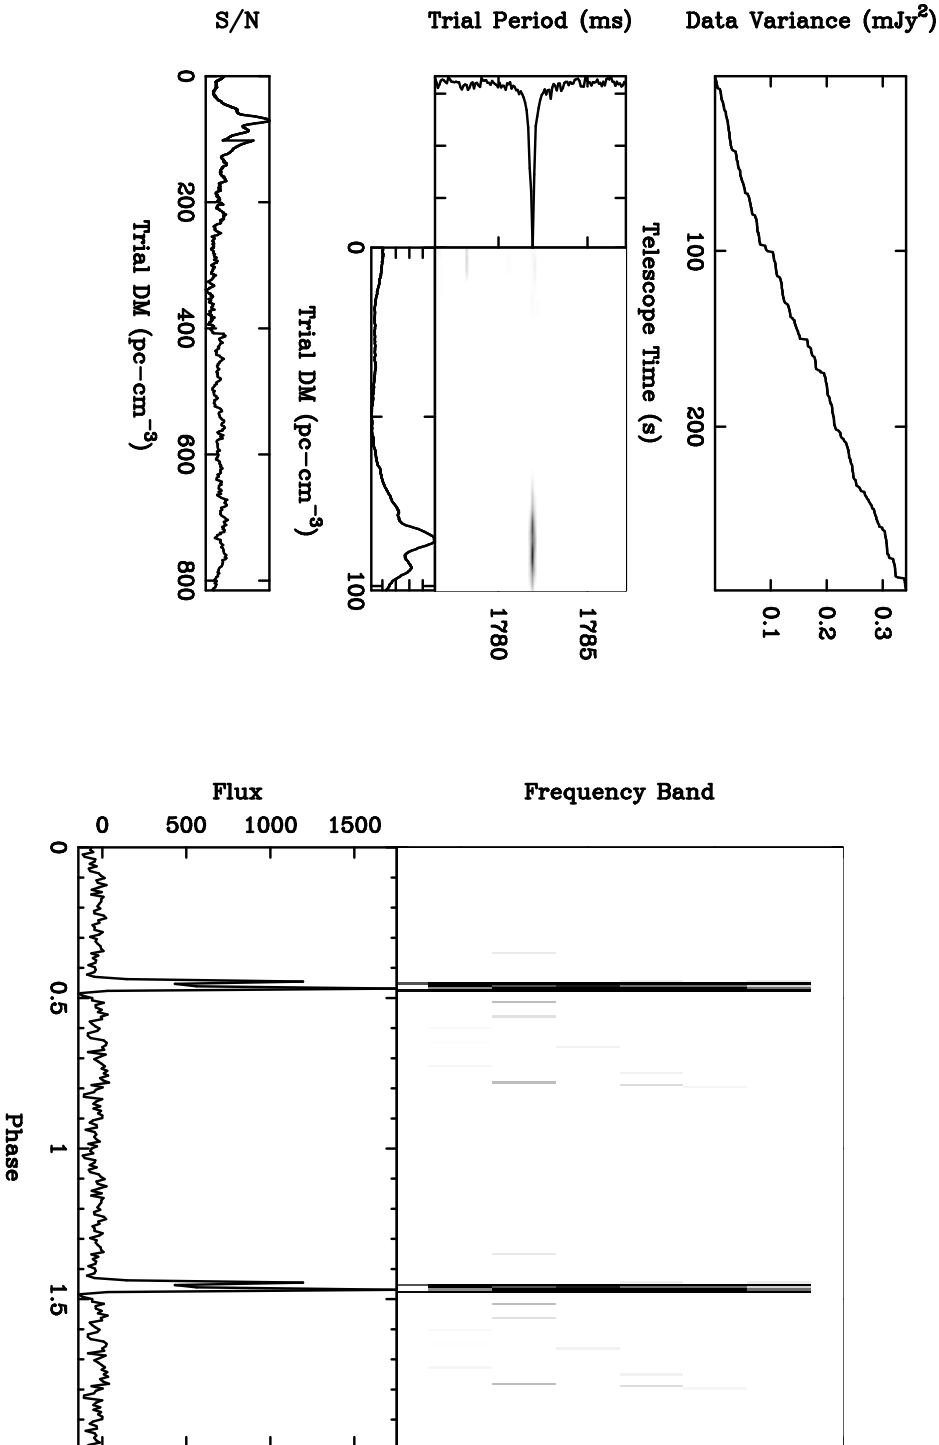 S/N
Trial Period (ms)
Data Variance (mJy²)
0
200
400
600
800
Trial DM (pc-cm⁻³)
0
100
Trial DM (pc-cm⁻³)
1780
1785
Telescope Time (s)
100
200
0.1
0.2
0.3
Flux
Frequency Band
0
500
1000
1500
0
0.5
1
1.5
Phase